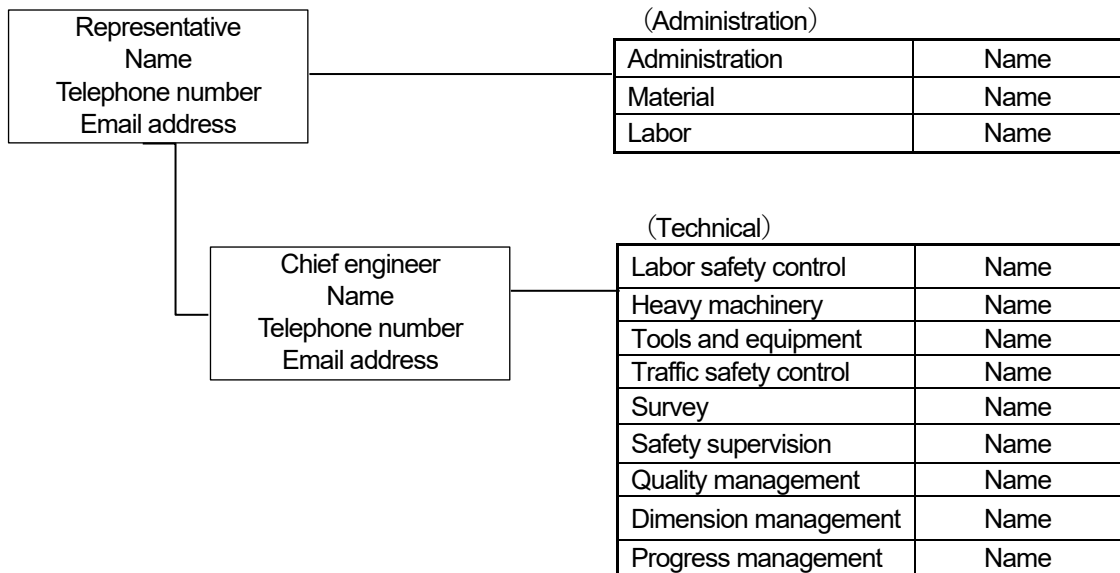 Representative
Name
Telephone number
Email address
（Administration）
Administration Name
Material Name
Labor Name
Chief engineer
Name
Telephone number
Email address
（Technical）
Labor safety control Name
Heavy machinery Name
Tools and equipment Name
Traffic safety control Name
Survey Name
Safety supervision Name
Quality management Name
Dimension management Name
Progress management Name